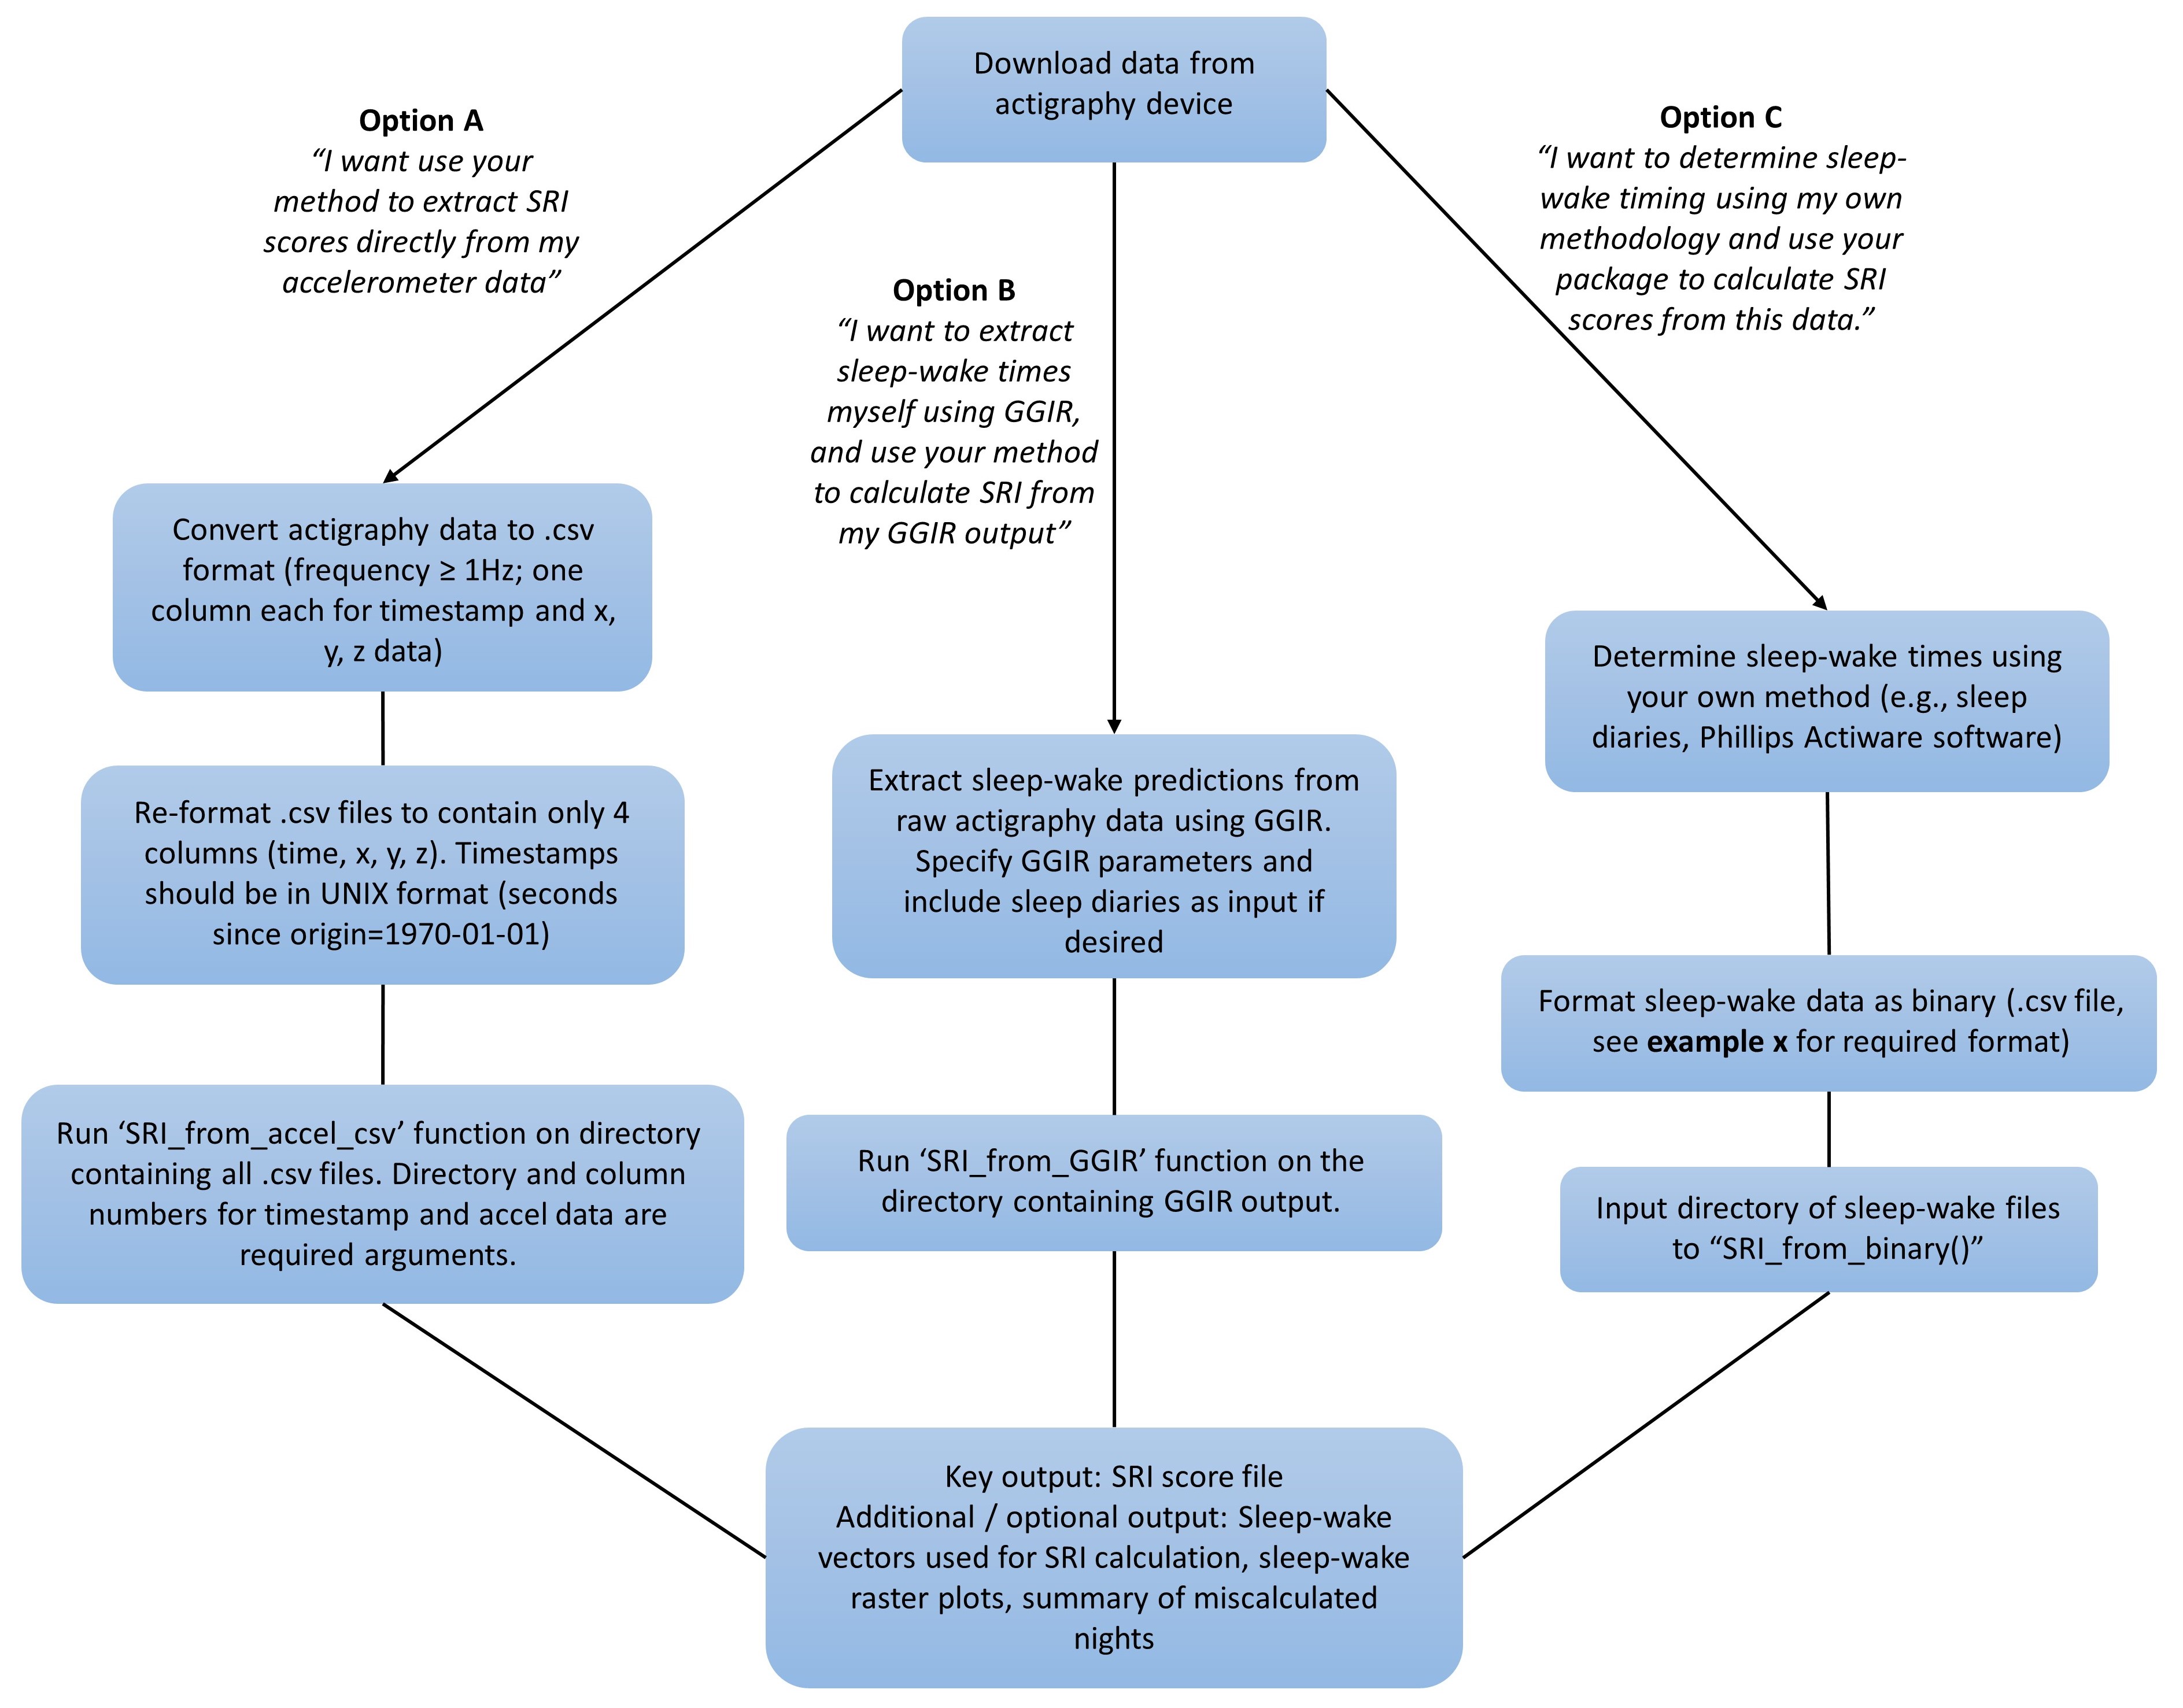 Download data from
actigraphy device
Option A
“I want use your
method to extract SRI
scores directly from my
accelerometer data”
Option B
“I want to extract
sleep-wake times
myself using GGIR,
and use your method
to calculate SRI from
my GGIR output”
Option C
“I want to determine sleep-
wake timing using my own
methodology and use your
package to calculate SRI
scores from this data.”
Convert actigraphy data to .csv
format (frequency ≥ 1Hz; one
column each for timestamp and x,
y, z data)
Re-format .csv files to contain only 4
columns (time, x, y, z). Timestamps
should be in UNIX format (seconds
since origin=1970-01-01)
Run ‘SRI_from_accel_csv’ function on directory
containing all .csv files. Directory and column
numbers for timestamp and accel data are
required arguments.
Extract sleep-wake predictions from
raw actigraphy data using GGIR.
Specify GGIR parameters and
include sleep diaries as input if
desired
Run ‘SRI_from_GGIR’ function on the
directory containing GGIR output.
Determine sleep-wake times using
your own method (e.g., sleep
diaries, Phillips Actiware software)
Format sleep-wake data as binary (.csv file,
see example x for required format)
Input directory of sleep-wake files
to “SRI_from_binary()”
Key output: SRI score file
Additional / optional output: Sleep-wake
vectors used for SRI calculation, sleep-wake
raster plots, summary of miscalculated
nights